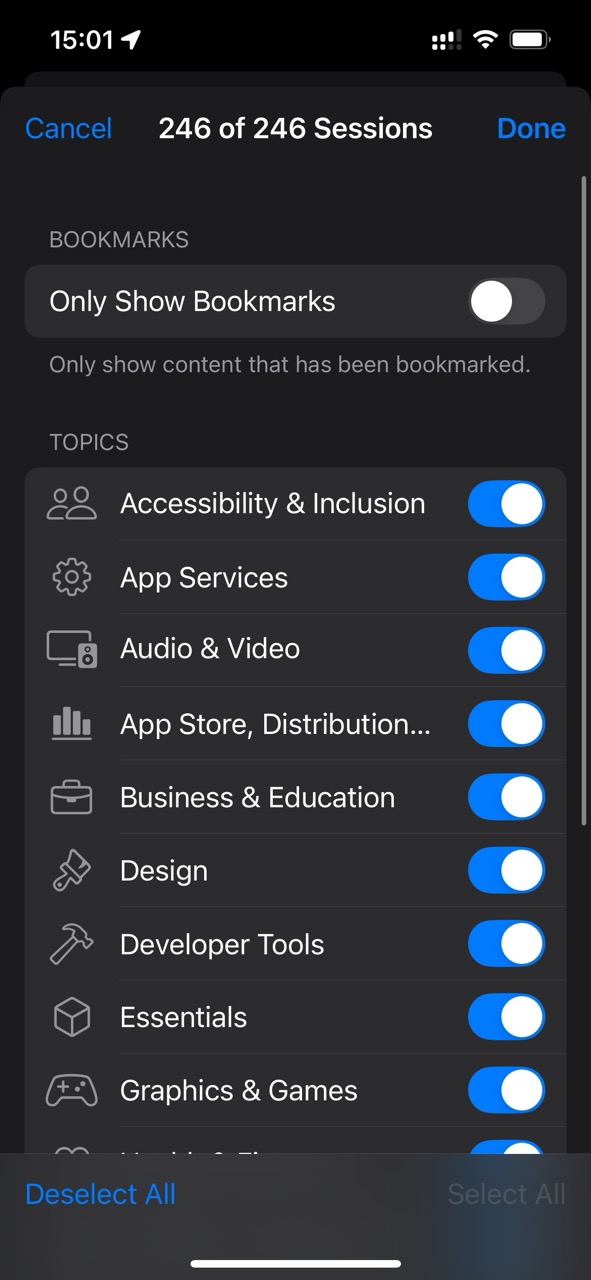 15:01
Cancel 246 of 246 Sessions Done
BOOKMARKS
Only Show Bookmarks
Only show content that has been bookmarked.
TOPICS
Accessibility & Inclusion
App Services
Audio & Video
App Store, Distribution...
Business & Education
Design
Developer Tools
Essentials
Graphics & Games
Deselect All Select All